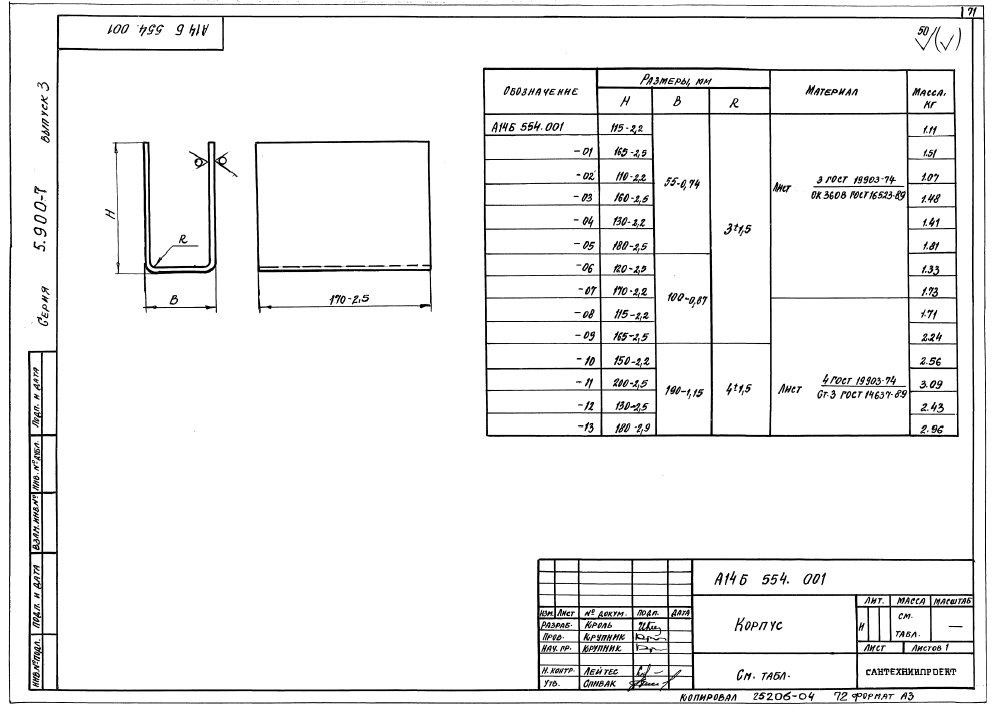 71
А14 Б 554. 001
50
Серия 5.900-7 выпуск 3
Обозначение Размеры, мм Материал Масса, кг
H B R
А14Б 554.001 115-2,2 55-0,74 3±1,5 Лист 3 ГОСТ 19903-74 1.11
-01 165-2,5 ОК 360В ГОСТ 16523-89 1.51
-02 110-2,2 1.07
-03 160-2,5 1.48
-04 130-2,2 1.41
-05 180-2,5 1.81
-06 120-2,5 100-0,87 1.33
-07 170-2,2 1.73
-08 115-2,2 Лист 4 ГОСТ 19903-74 1.71
-09 165-2,5 Ст.3 ГОСТ 14637-89 2.24
-10 150-2,2 190-1,15 4±1,5 2.56
-11 200-2,5 3.09
-12 130-2,5 2.43
-13 180-2,9 2.96
H
R
B
170-2,5
Подп. и дата
Инв. № дубл.
Взам. инв. №
Подп. и дата
Инв. № подл.
А14Б 554. 001
Изм. Лист № докум. Подп. Дата
Разраб. Король
Пров. Крупник
Нач. гр. Крупник
Н. контр. Лейтес
Утв. Спивак
Корпус
Лит. Масса Масштаб
И см. табл. —
Лист Листов 1
См. табл.
САНТЕХНИИПРОЕКТ
Копировал 25206-04 72 Формат А3